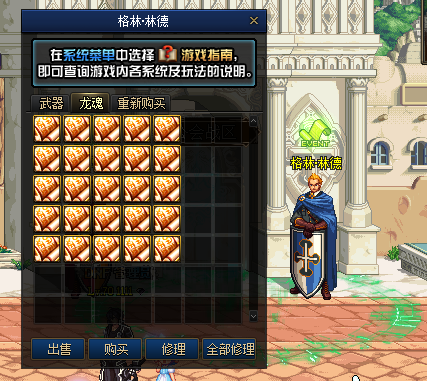 格林·林德
在系统菜单中选择 游戏指南,
即可查询游戏内各系统及玩法的说明。
武器 龙魂 重新购买
EVENT
格林·林德
出售 购买 修理 全部修理